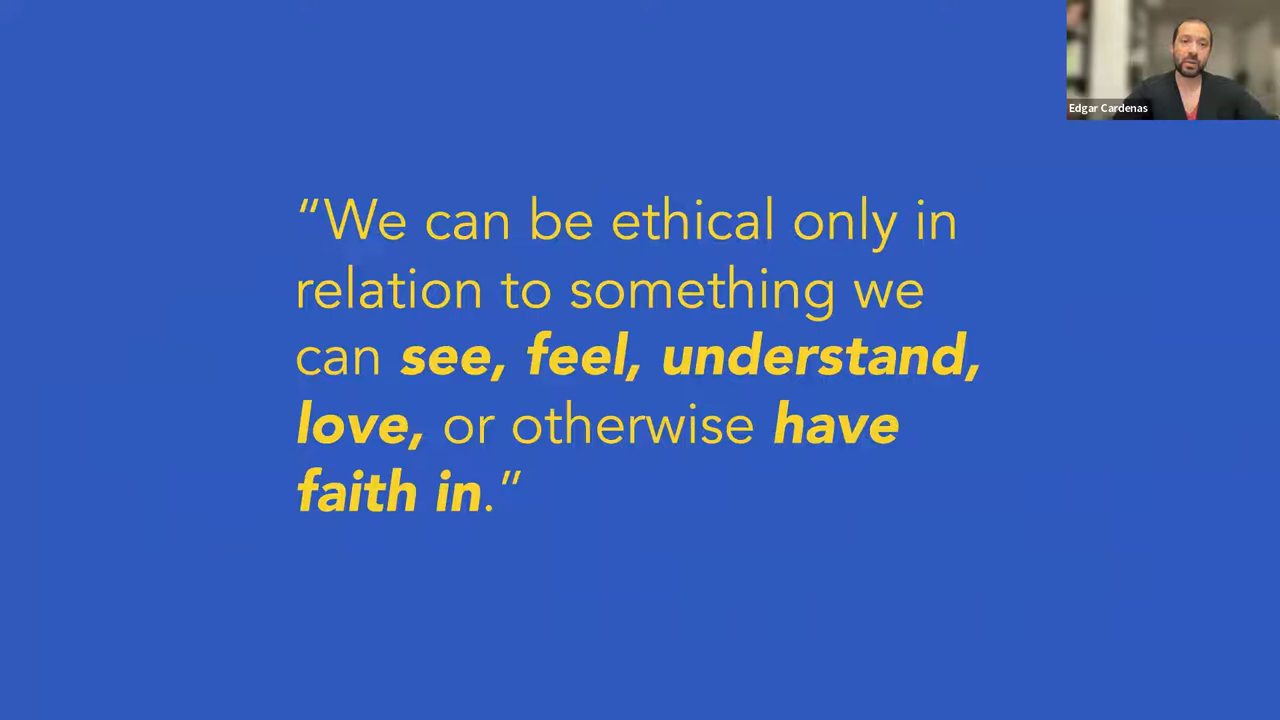 Edgar Cardenas
“We can be ethical only in
relation to something we
can see, feel, understand,
love, or otherwise have
faith in.”